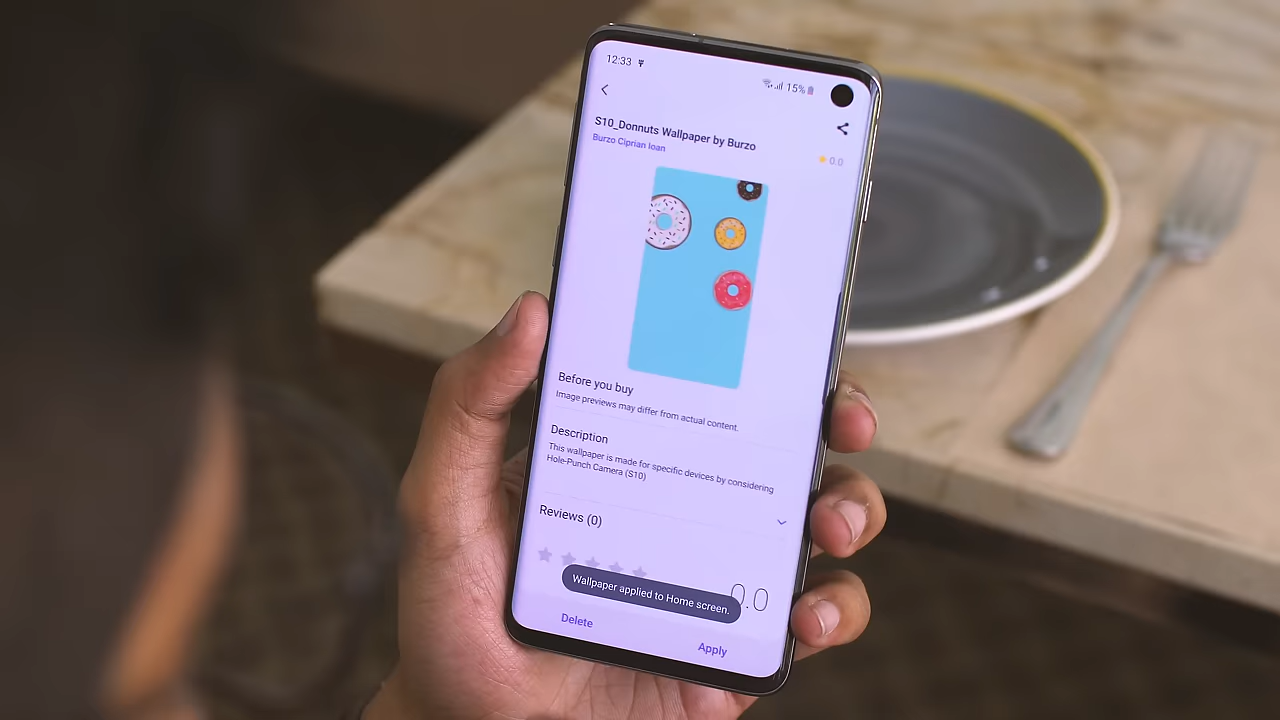 12:33
15%
S10_Donnuts Wallpaper by Burzo
Burzo Ciprian Ioan
0.0
Before you buy
Image previews may differ from actual content.
Description
This wallpaper is made for specific devices by considering
Hole-Punch Camera (S10)
Reviews (0)
0.0
Wallpaper applied to Home screen.
Delete
Apply